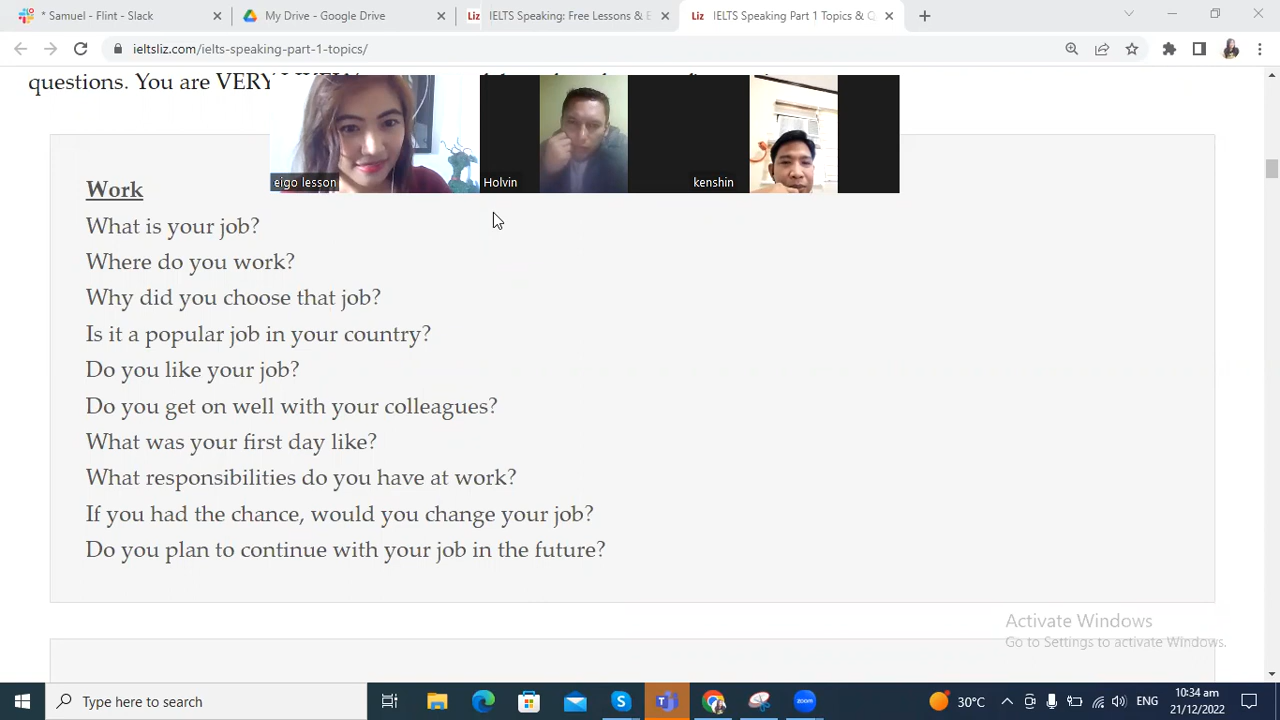 * Samuel - Flint - Slack
My Drive - Google Drive
Liz IELTS Speaking: Free Lessons & E
Liz IELTS Speaking Part 1 Topics & Q
ieltsliz.com/ielts-speaking-part-1-topics/
questions. You are VERY
eigo lesson
Holvin
kenshin
Work
What is your job?
Where do you work?
Why did you choose that job?
Is it a popular job in your country?
Do you like your job?
Do you get on well with your colleagues?
What was your first day like?
What responsibilities do you have at work?
If you had the chance, would you change your job?
Do you plan to continue with your job in the future?
Activate Windows
Go to Settings to activate Windows.
Type here to search
zoom
30°C
ENG
10:34 am
21/12/2022